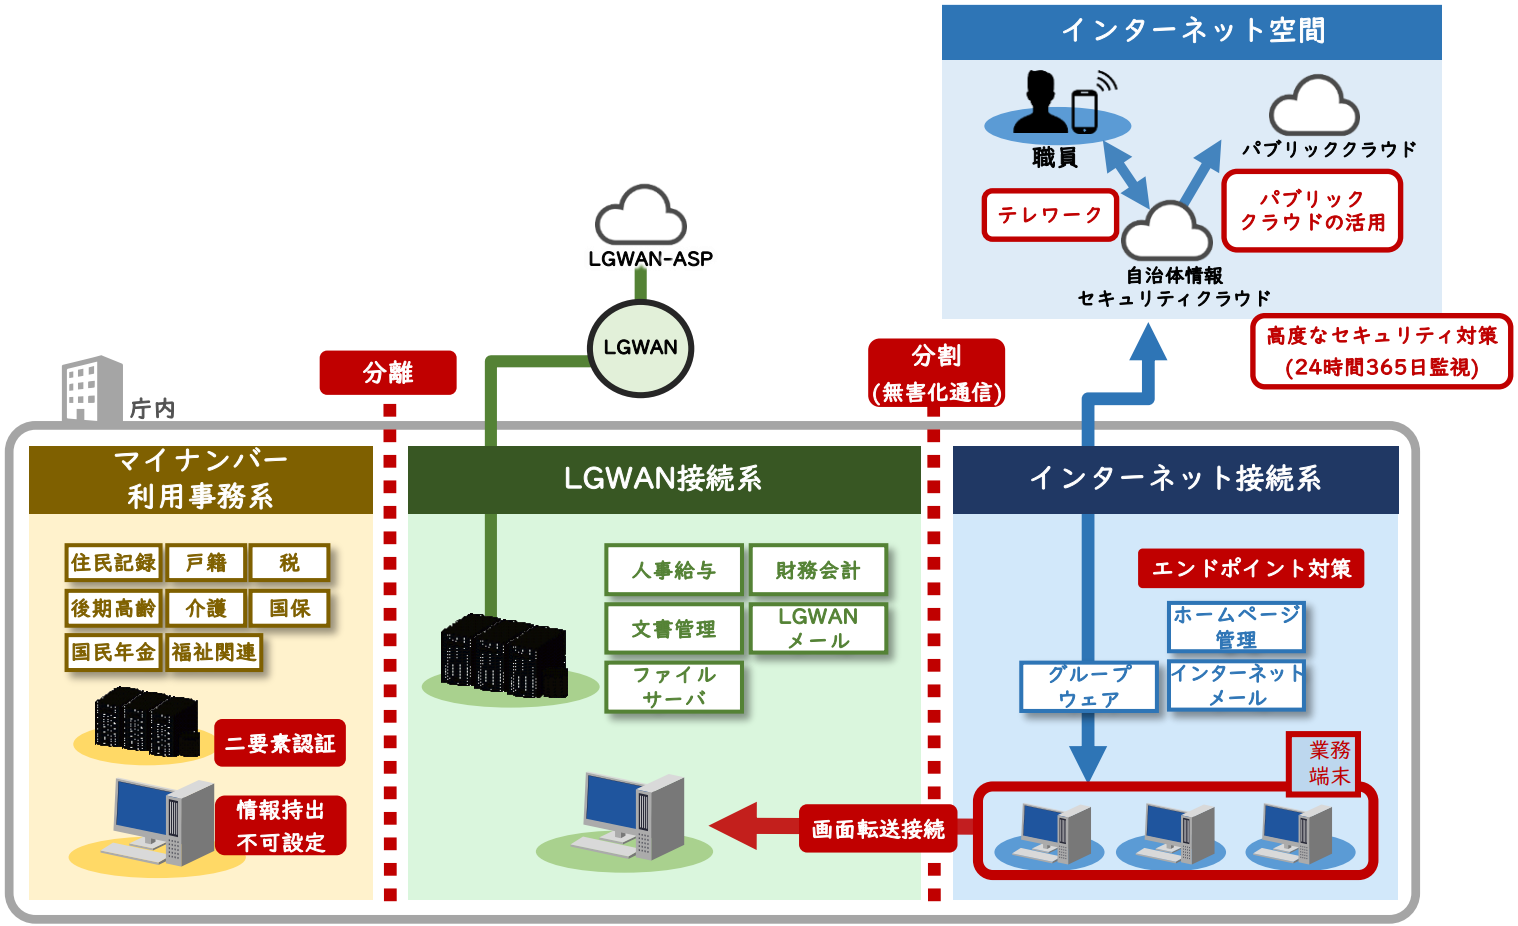 インターネット空間
職員
パブリッククラウド
テレワーク
パブリック
クラウドの活用
自治体情報
セキュリティクラウド
高度なセキュリティ対策
(24時間365日監視)
LGWAN-ASP
LGWAN
分離
分割
(無害化通信)
庁内
マイナンバー
利用事務系
住民記録
戸籍
税
後期高齢
介護
国保
国民年金
福祉関連
二要素認証
情報持出
不可設定
LGWAN接続系
人事給与
財務会計
文書管理
LGWAN
メール
ファイル
サーバ
画面転送接続
インターネット接続系
エンドポイント対策
ホームページ
管理
グループ
ウェア
インターネット
メール
業務
端末